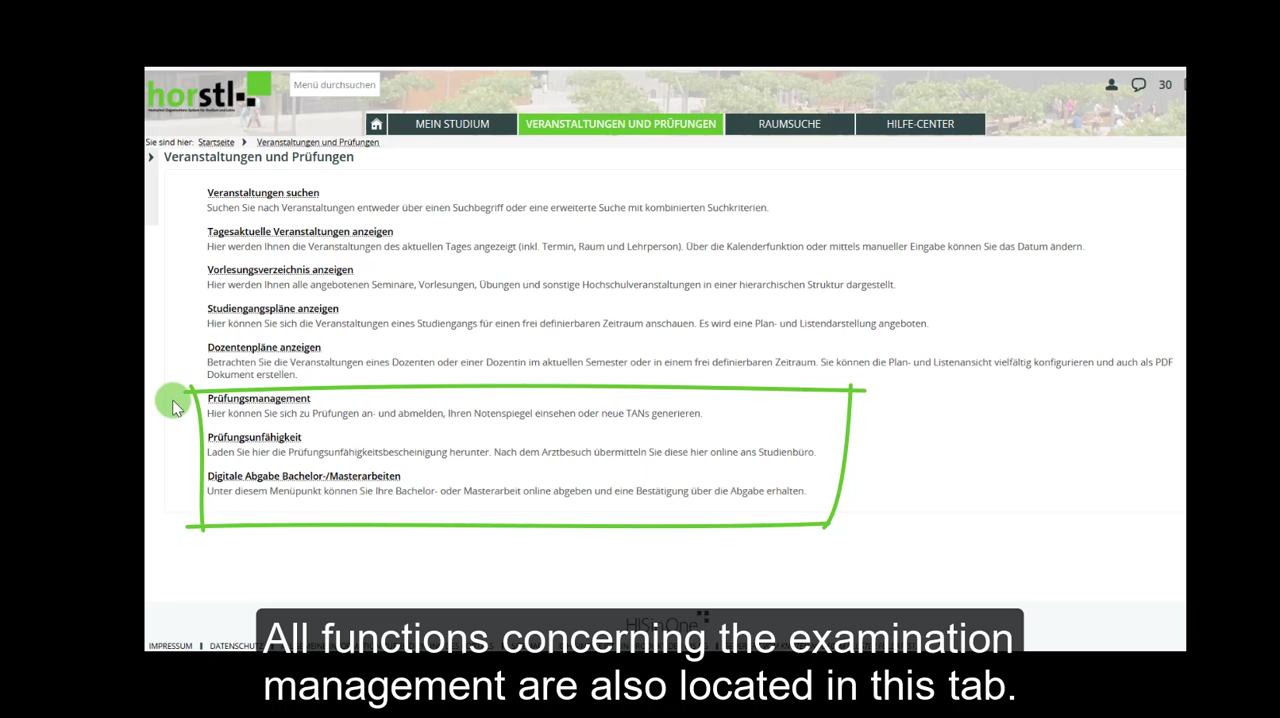 horstl
Menü durchsuchen
30
MEIN STUDIUM
VERANSTALTUNGEN UND PRÜFUNGEN
RAUMSUCHE
HILFE-CENTER
Sie sind hier: Startseite Veranstaltungen und Prüfungen
Veranstaltungen und Prüfungen
Veranstaltungen suchen
Suchen Sie nach Veranstaltungen entweder über einen Suchbegriff oder eine erweiterte Suche mit kombinierten Suchkriterien.
Tagesaktuelle Veranstaltungen anzeigen
Hier werden Ihnen die Veranstaltungen des aktuellen Tages angezeigt (inkl. Termin, Raum und Lehrperson). Über die Kalenderfunktion oder mittels manueller Eingabe können Sie das Datum ändern.
Vorlesungsverzeichnis anzeigen
Hier werden Ihnen alle angebotenen Seminare, Vorlesungen, Übungen und sonstige Hochschulveranstaltungen in einer hierarchischen Struktur dargestellt.
Studiengangspläne anzeigen
Hier können Sie sich die Veranstaltungen eines Studiengangs für einen frei definierbaren Zeitraum anschauen. Es wird eine Plan- und Listendarstellung angeboten.
Dozentenpläne anzeigen
Betrachten Sie die Veranstaltungen eines Dozenten oder einer Dozentin im aktuellen Semester oder in einem frei definierbaren Zeitraum. Sie können die Plan- und Listenansicht vielfältig konfigurieren und auch als PDF
Dokument erstellen.
Prüfungsmanagement
Hier können Sie sich zu Prüfungen an- und abmelden, Ihren Notenspiegel einsehen oder neue TANs generieren.
Prüfungsunfähigkeit
Laden Sie hier die Prüfungsunfähigkeitsbescheinigung herunter. Nach dem Arztbesuch übermitteln Sie diese hier online ans Studienbüro.
Digitale Abgabe Bachelor-/Masterarbeiten
Unter diesem Menüpunkt können Sie Ihre Bachelor- oder Masterarbeit online abgeben und eine Bestätigung über die Abgabe erhalten.
HISinOne
IMPRESSUM DATENSCHUTZ
All functions concerning the examination
management are also located in this tab.